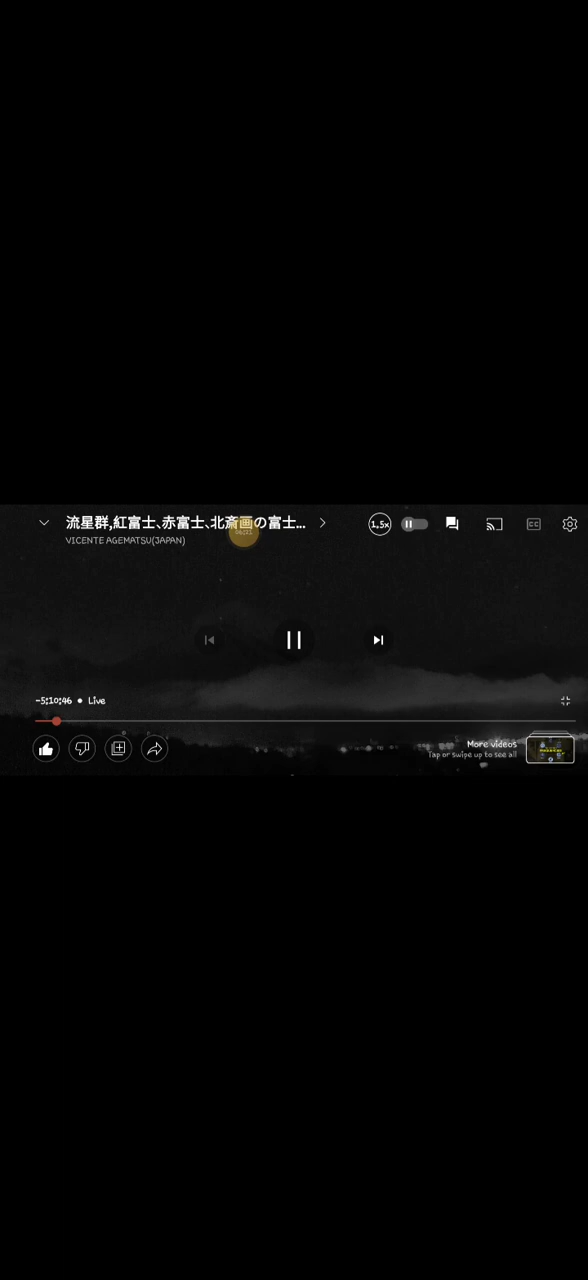 流星群,紅富士、赤富士、北斎画の富士...
VICENTE AGEMATSU(JAPAN)
1.5x
CC
-5:10:46 • Live
More videos
Tap or swipe up to see all